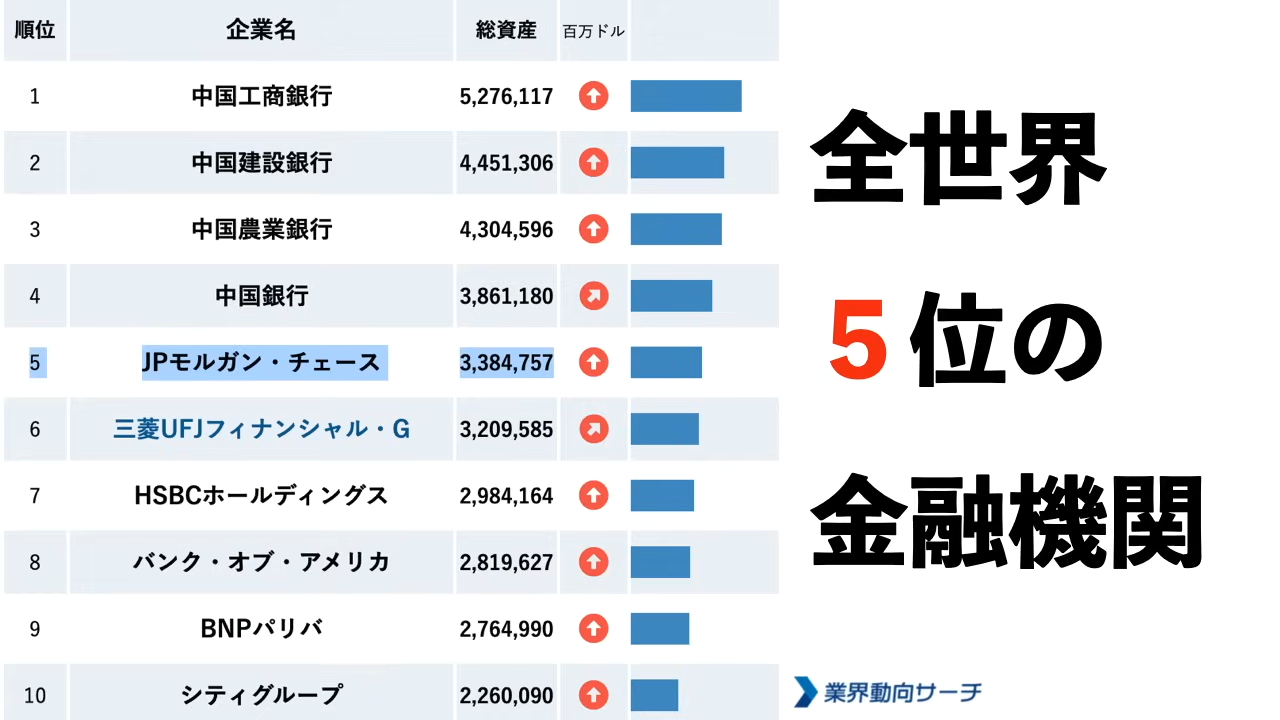 順位 企業名 総資産 百万ドル
1 中国工商銀行 5,276,117
2 中国建設銀行 4,451,306
3 中国農業銀行 4,304,596
4 中国銀行 3,861,180
5 JPモルガン・チェース 3,384,757
6 三菱UFJフィナンシャル・G 3,209,585
7 HSBCホールディングス 2,984,164
8 バンク・オブ・アメリカ 2,819,627
9 BNPパリバ 2,764,990
10 シティグループ 2,260,090
全世界
5位の
金融機関
業界動向サーチ